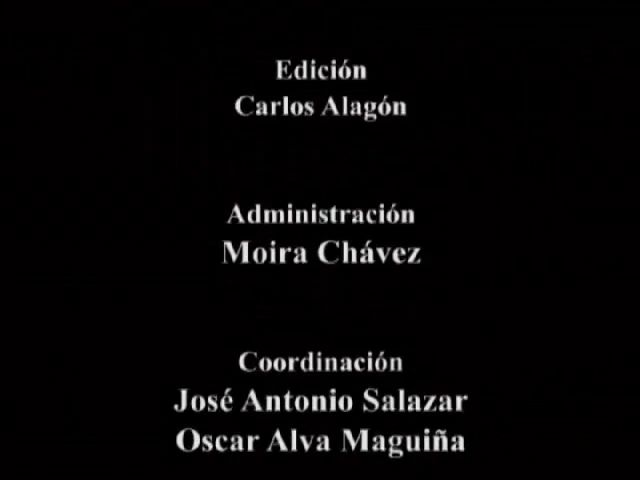 Edición
Carlos Alagón
Administración
Moira Chávez
Coordinación
José Antonio Salazar
Oscar Alva Maguiña